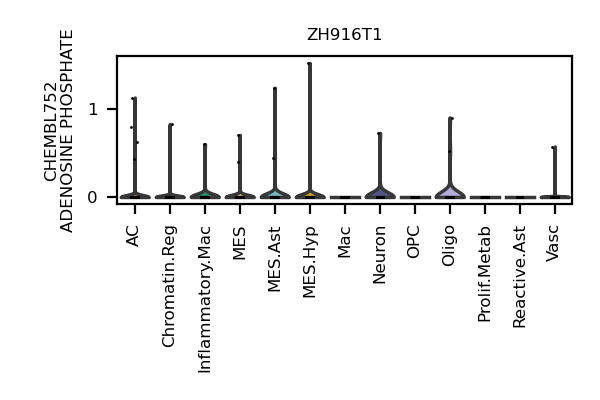 ZH916T1
CHEMBL752
ADENOSINE PHOSPHATE
1
0
AC
Chromatin.Reg
Inflammatory.Mac
MES
MES.Ast
MES.Hyp
Mac
Neuron
OPC
Oligo
Prolif.Metab
Reactive.Ast
Vasc